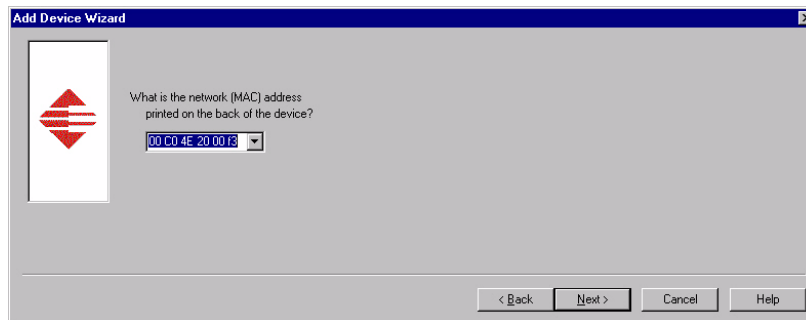 Add Device Wizard
What is the network (MAC) address
printed on the back of the device?
00 C0 4E 20 00 f3
< Back
Next >
Cancel
Help